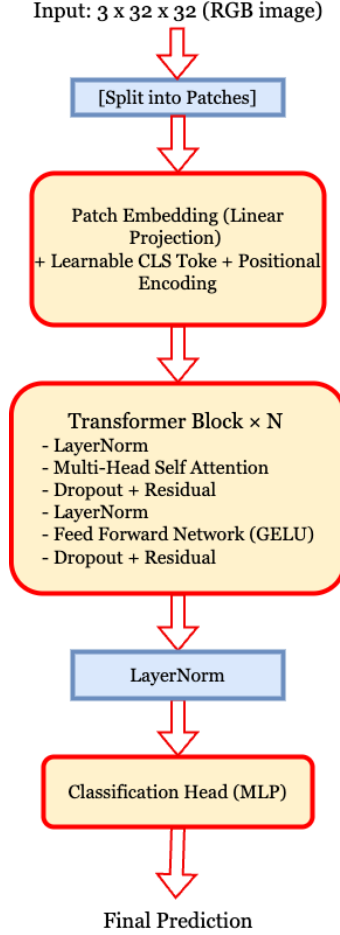 Input: 3 x 32 x 32 (RGB image)
[Split into Patches]
Patch Embedding (Linear
Projection)
+ Learnable CLS Toke + Positional
Encoding
Transformer Block × N
- LayerNorm
- Multi-Head Self Attention
- Dropout + Residual
- LayerNorm
- Feed Forward Network (GELU)
- Dropout + Residual
LayerNorm
Classification Head (MLP)
Final Prediction